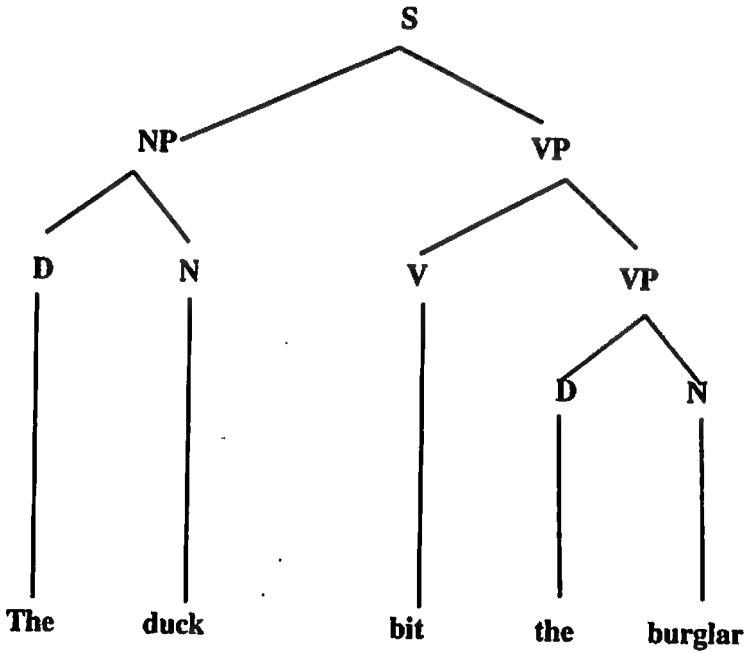 S
NP VP
D N V VP
D N
The duck bit the burglar